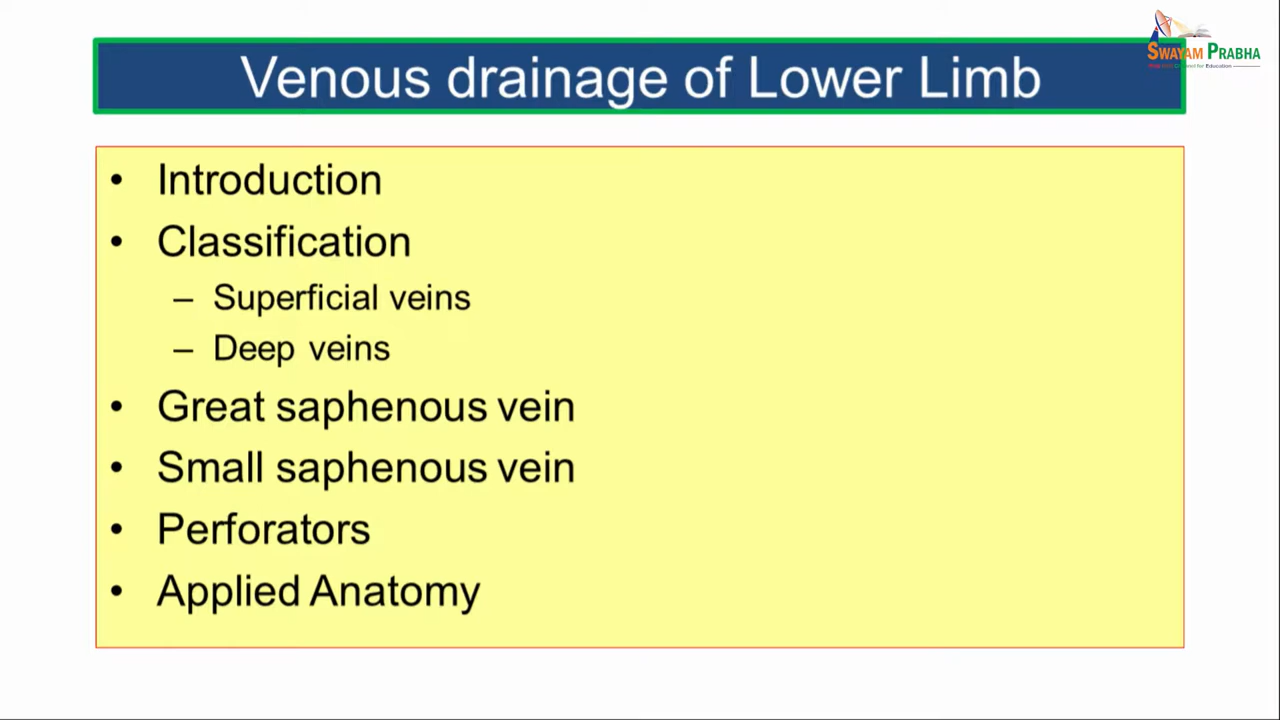 SWAYAM PRABHA
Venous drainage of Lower Limb
• Introduction
• Classification
– Superficial veins
– Deep veins
• Great saphenous vein
• Small saphenous vein
• Perforators
• Applied Anatomy